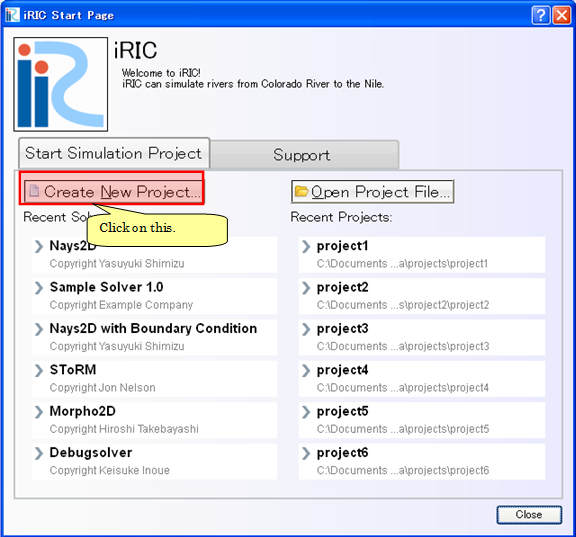 iRIC Start Page
iRIC
Welcome to iRIC!
iRIC can simulate rivers from Colorado River to the Nile.
Start Simulation Project
Support
Create New Project...
Open Project File...
Click on this.
Recent
Recent Projects:
Nays2D
Copyright Yasuyuki Shimizu
Sample Solver 1.0
Copyright Example Company
Nays2D with Boundary Condition
Copyright Yasuyuki Shimizu
SToRM
Copyright Jon Nelson
Morpho2D
Copyright Hiroshi Takebayashi
Debugsolver
Copyright Keisuke Inoue
project1
C:\Documents ...a\projects\project1
project2
C:\Documents ...s\project2\project2
project3
C:\Documents ...a\projects\project3
project4
C:\Documents ...a\projects\project4
project5
C:\Documents ...a\projects\project5
project6
C:\Documents ...a\projects\project6
Close